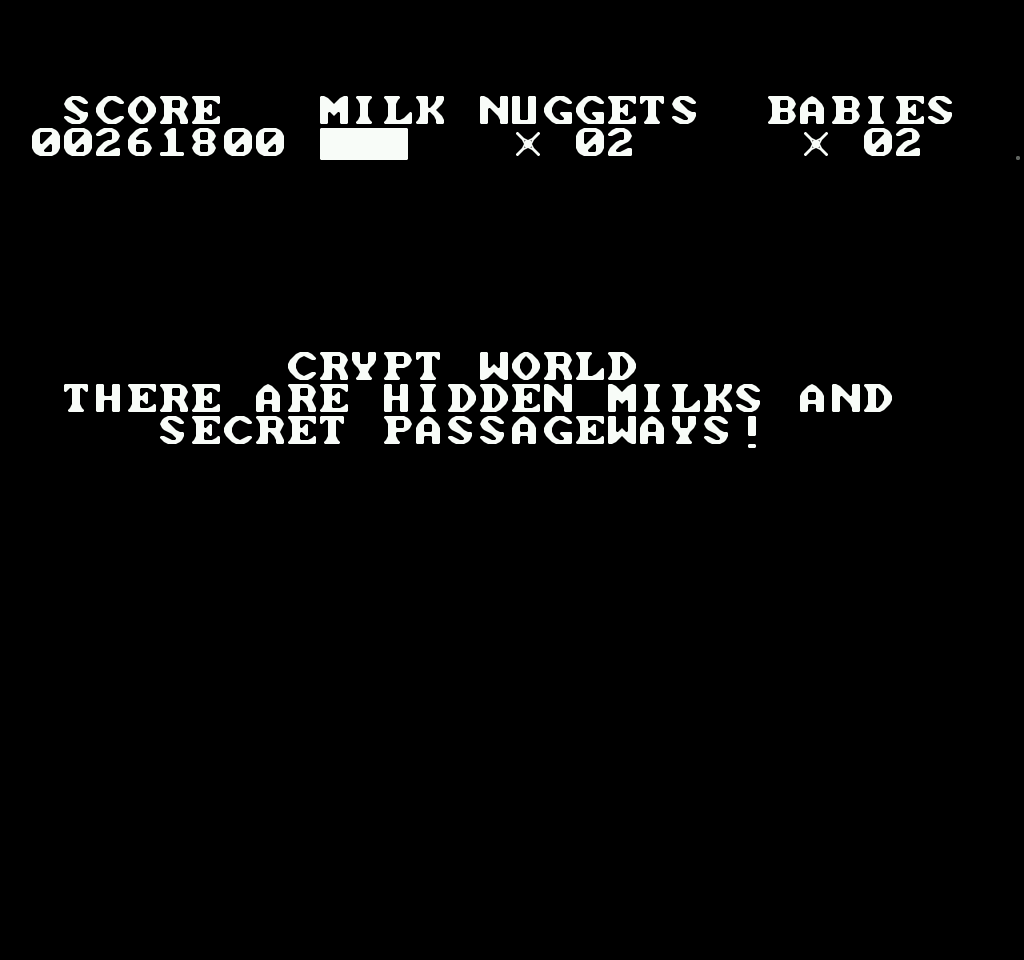 SCORE MILK NUGGETS BABIES
00261800 × 02 × 02
CRYPT WORLD
THERE ARE HIDDEN MILKS AND
SECRET PASSAGEWAYS!